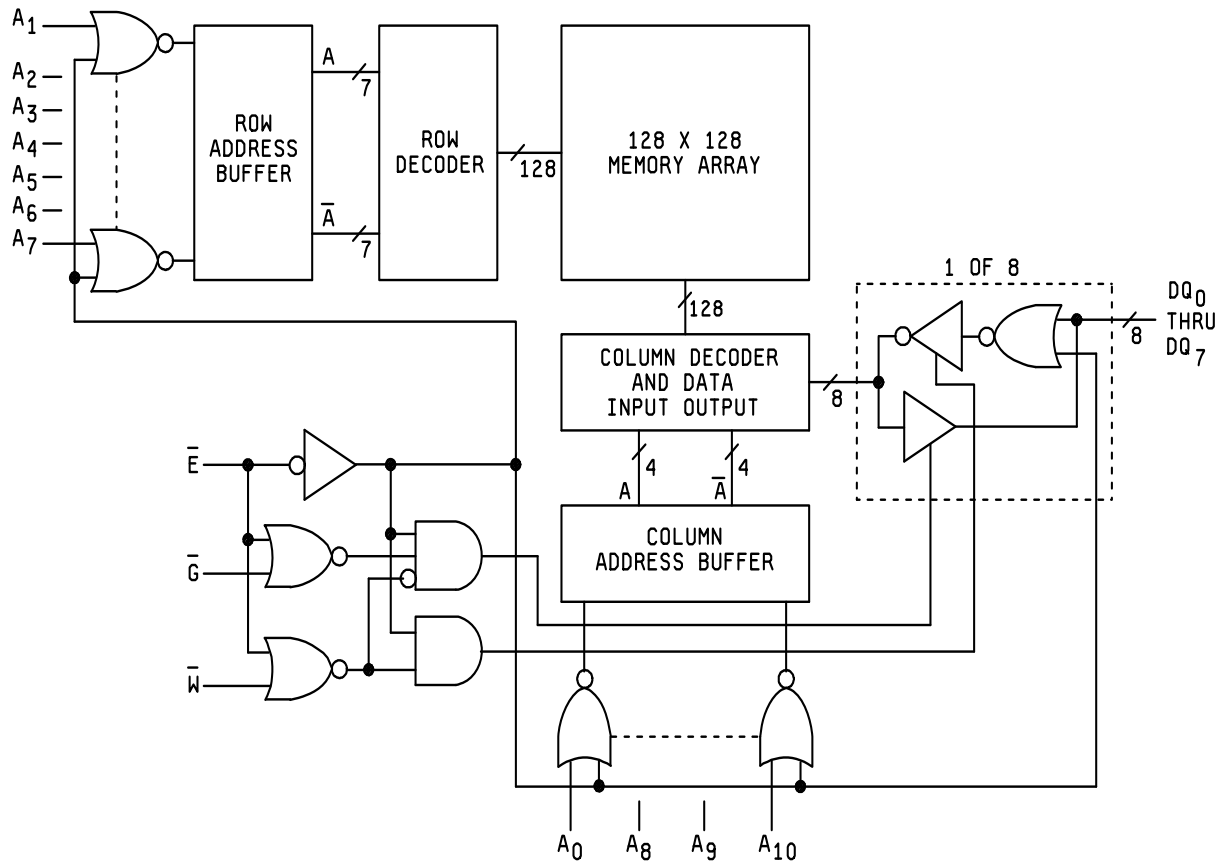 A1
A2
A3
A4
A5
A6
A7
ROW
ADDRESS
BUFFER
A
7
A̅
7
ROW
DECODER
128
128 X 128
MEMORY ARRAY
128
COLUMN DECODER
AND DATA
INPUT OUTPUT
8
1 OF 8
8
DQ0
THRU
DQ7
4
4
A
A̅
COLUMN
ADDRESS BUFFER
E̅
G̅
W̅
A0
A8
A9
A10